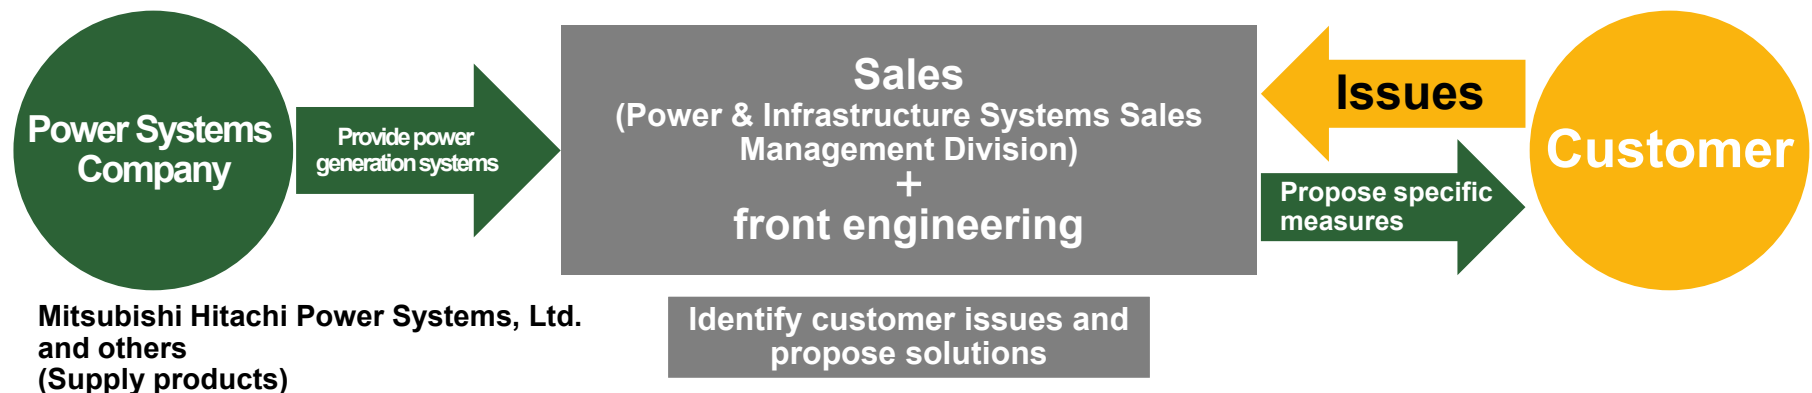 Power Systems
Company
Provide power
generation systems
Sales
(Power & Infrastructure Systems Sales
Management Division)
+
front engineering
Issues
Propose specific
measures
Customer
Mitsubishi Hitachi Power Systems, Ltd.
and others
(Supply products)
Identify customer issues and
propose solutions